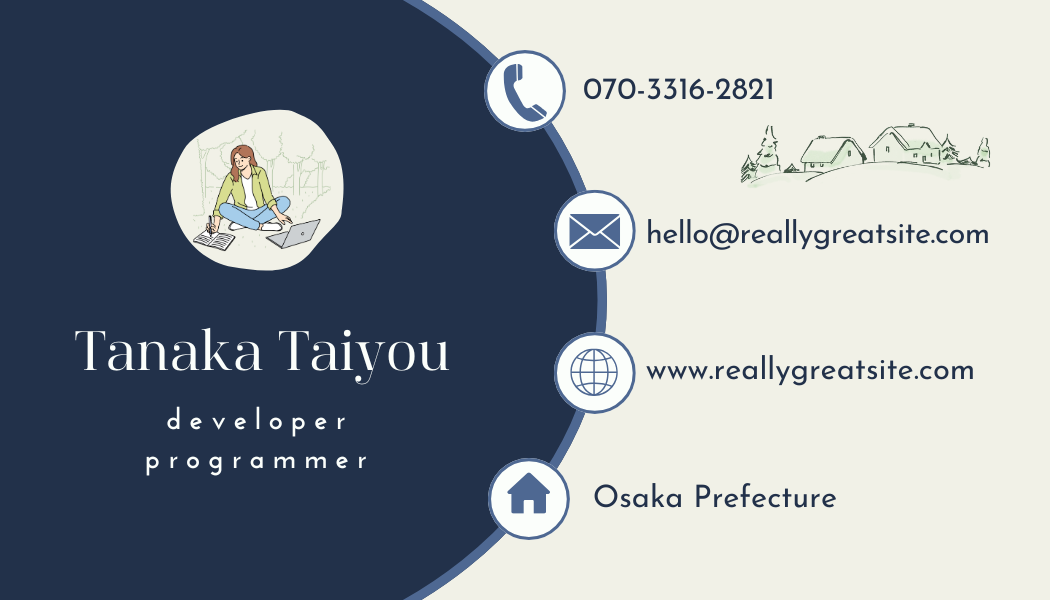 Tanaka Taiyou
developer
programmer
070-3316-2821
hello@reallygreatsite.com
www.reallygreatsite.com
Osaka Prefecture